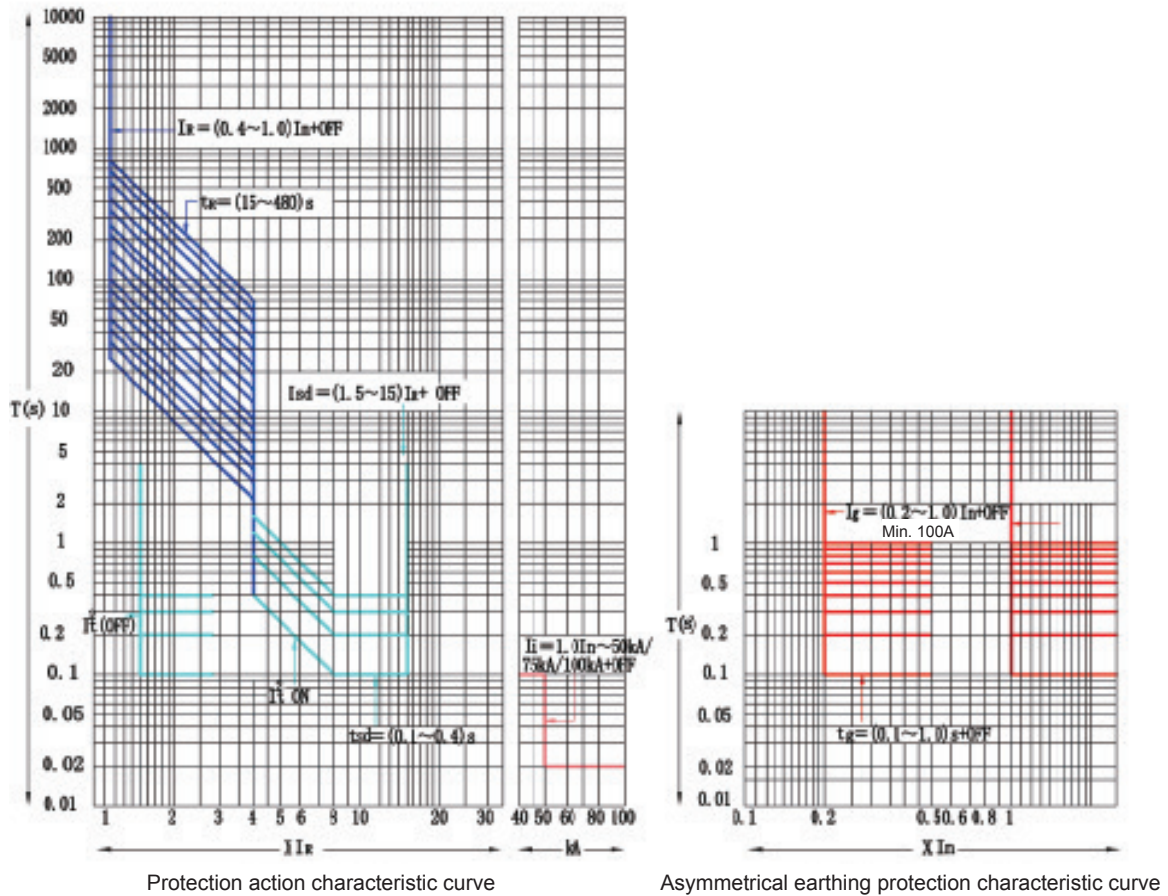 10000
5000
2000
1000
500
200
100
50
20
10
5
2
1
0.5
0.2
0.1
0.05
0.02
0.01
T(s)
IR=(0.4~1.0)In+OFF
tR=(15~480)s
Isd=(1.5~15)IR+ OFF
I²t(OFF)
I²t ON
tsd=(0.1~0.4)s
Ii=1.0In~50kA/
75kA/100kA+OFF
1 2 3 4 5 6 8 10 20 30 40 60 80 100
X IR
kA
Protection action characteristic curve
Ig=(0.2~1.0)In+OFF
Min. 100A
1
0.5
T(s)
0.2
0.1
0.05
0.02
0.01
tg=(0.1~1.0)s+OFF
0.1 0.2 0.5 0.6 0.8 1
X In
Asymmetrical earthing protection characteristic curve